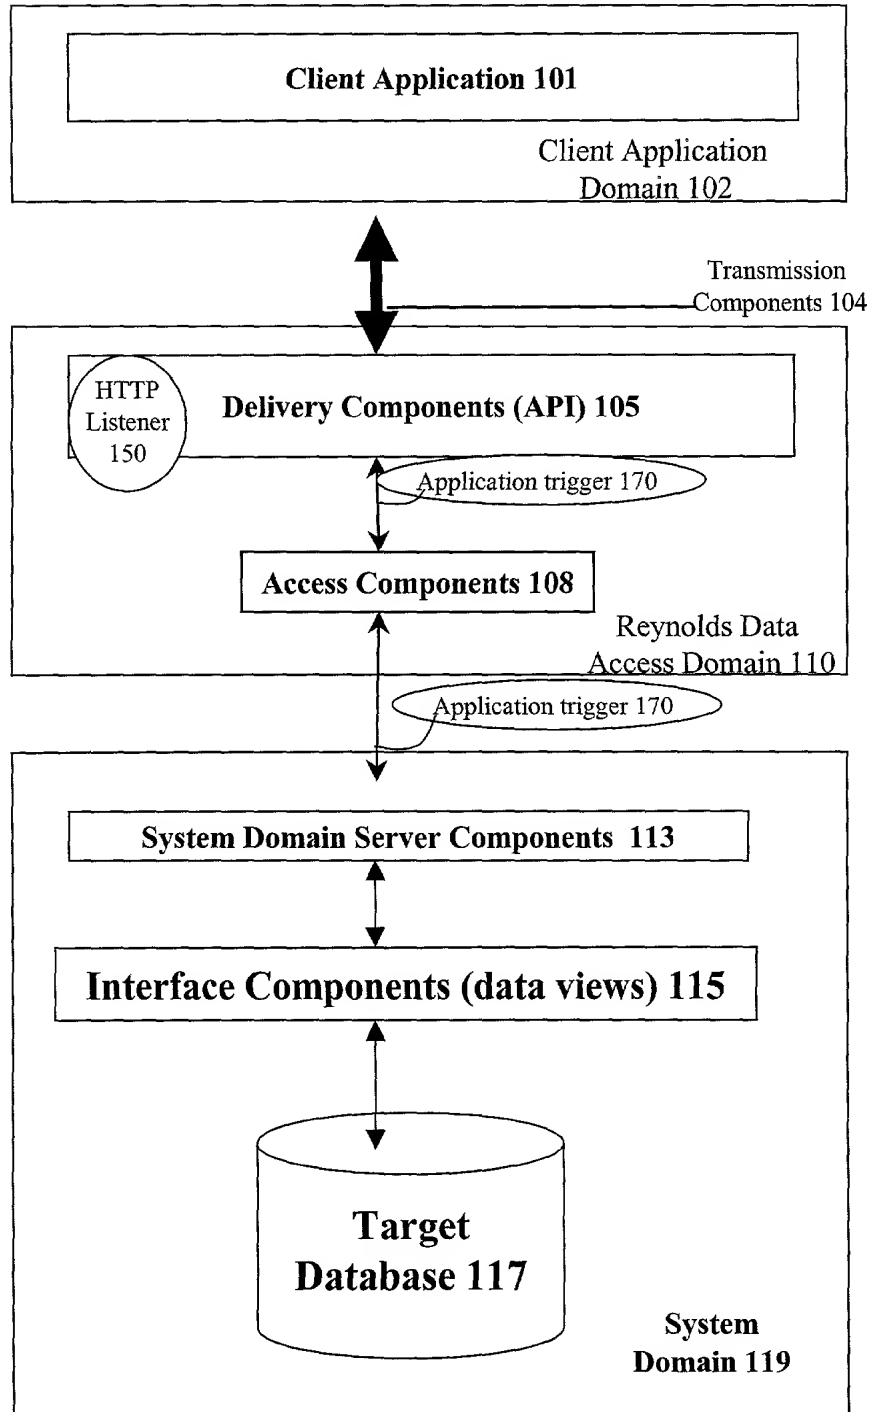 Client Application 101
Client Application
Domain 102
Transmission
Components 104
HTTP
Listener
150
Delivery Components (API) 105
Application trigger 170
Access Components 108
Reynolds Data
Access Domain 110
Application trigger 170
System Domain Server Components 113
Interface Components (data views) 115
Target
Database 117
System
Domain 119